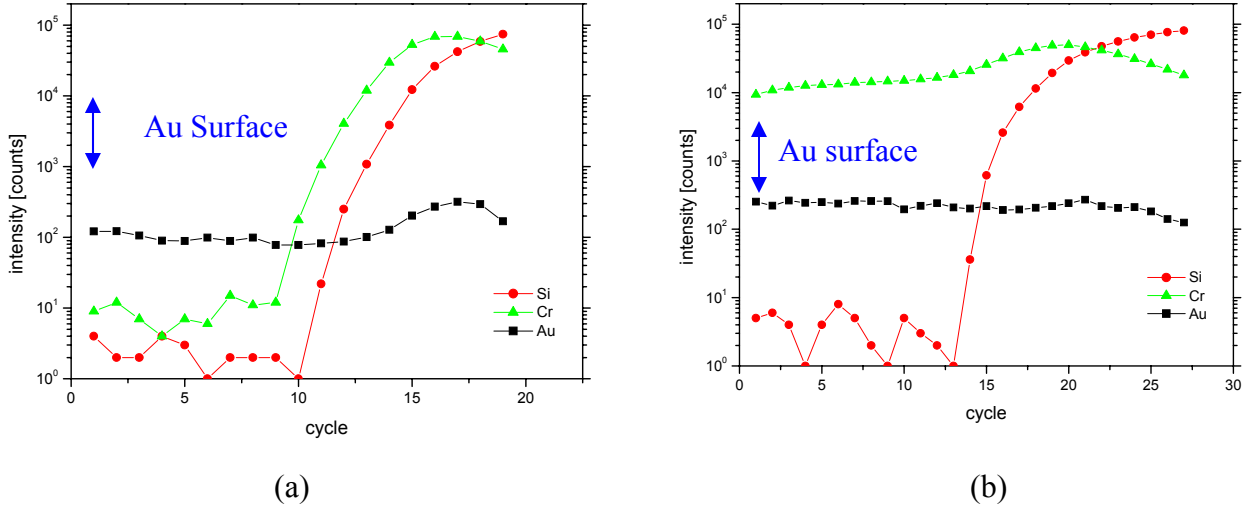 10^5
10^4
10^3
10^2
10^1
10^0
intensity [counts]
Au Surface
Si
Cr
Au
0 5 10 15 20
cycle
(a)
10^5
10^4
10^3
10^2
10^1
10^0
intensity [counts]
Au surface
Si
Cr
Au
0 5 10 15 20 25 30
cycle
(b)